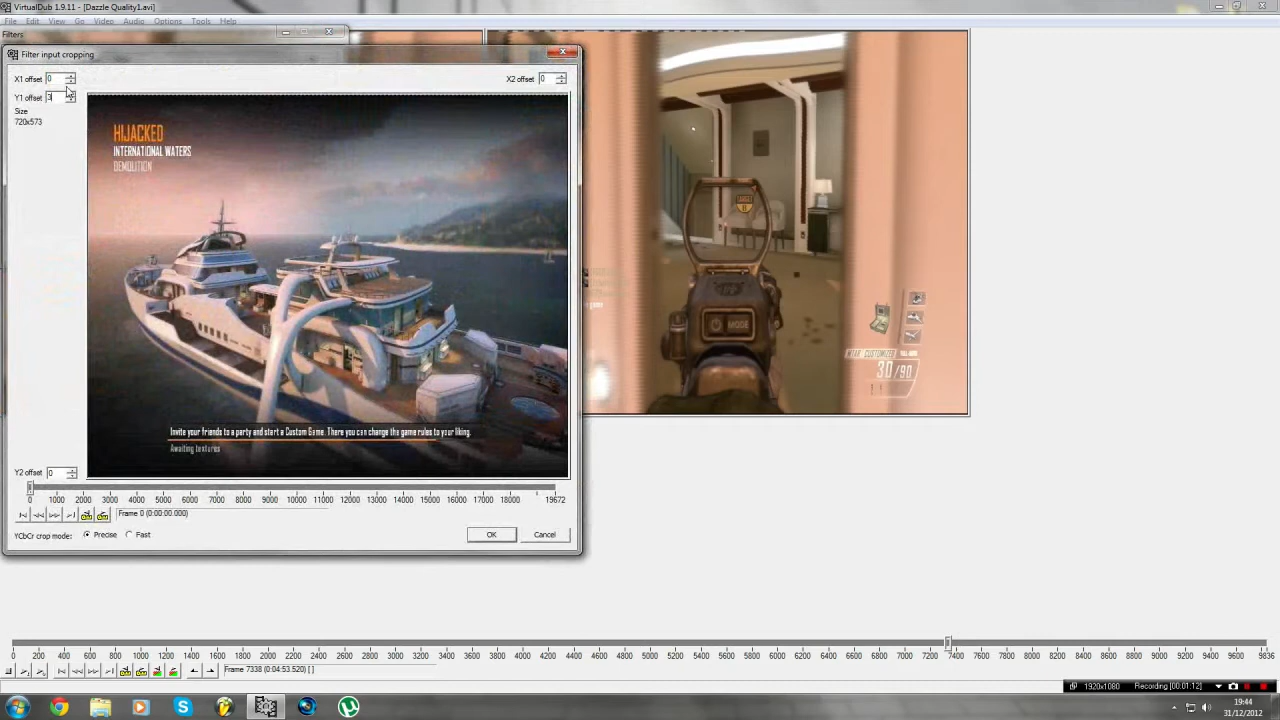 VirtualDub 1.9.11 - [Dazzle Quality1.avi]
File Edit View Go Video Audio Options Tools Help
Filters
Filter input cropping
X1 offset 0
X2 offset 0
Y1 offset 3
Size
720x573
HIJACKED
INTERNATIONAL WATERS
DEMOLITION
MODE
30/90
Invite your friends to a party and start a Custom Game. There you can change the game rules to your liking.
Awaiting textures
Y2 offset 0
0 1000 2000 3000 4000 5000 6000 7000 8000 9000 10000 11000 12000 13000 14000 15000 16000 17000 18000 19672
Frame 0 (0:00:00.000)
YCbCr crop mode: Precise Fast
OK Cancel
0 200 400 600 800 1000 1200 1400 1600 1800 2000 2200 2400 2600 2800 3000 3200 3400 3600 3800 4000 4200 4400 4600 4800 5000 5200 5400 5600 5800 6000 6200 6400 6600 6800 7000 7200 7400 7600 7800 8000 8200 8400 8600 8800 9000 9200 9400 9600 9836
Frame 7338 (0:04:53.520) [ ]
1920x1080 Recording [00:01:12]
19:44
31/12/2012